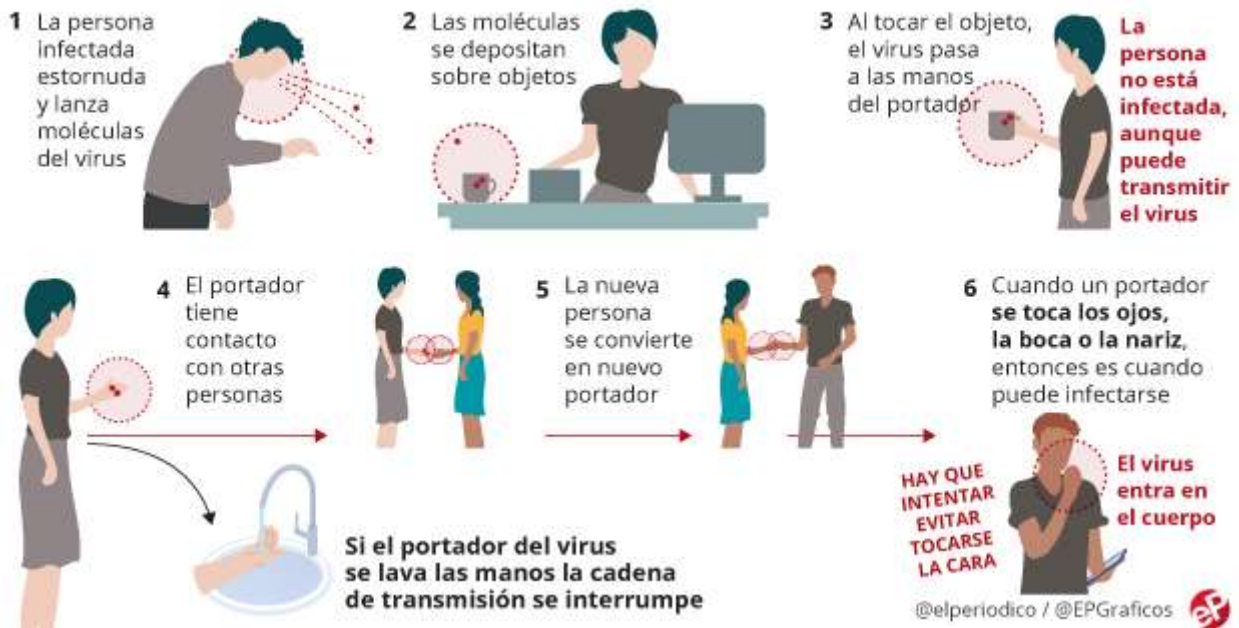 1 La persona
infectada
estornuda
y lanza
moléculas
del virus
2 Las moléculas
se depositan
sobre objetos
3 Al tocar el objeto,
el virus pasa
a las manos
del portador
La
persona
no está
infectada,
aunque
puede
transmitir
el virus
4 El portador
tiene
contacto
con otras
personas
5 La nueva
persona
se convierte
en nuevo
portador
6 Cuando un portador
se toca los ojos,
la boca o la nariz,
entonces es cuando
puede infectarse
Si el portador del virus
se lava las manos la cadena
de transmisión se interrumpe
HAY QUE
INTENTAR
EVITAR
TOCARSE
LA CARA
El virus
entra en
el cuerpo
@elperiodico / @EPGraficos
eP